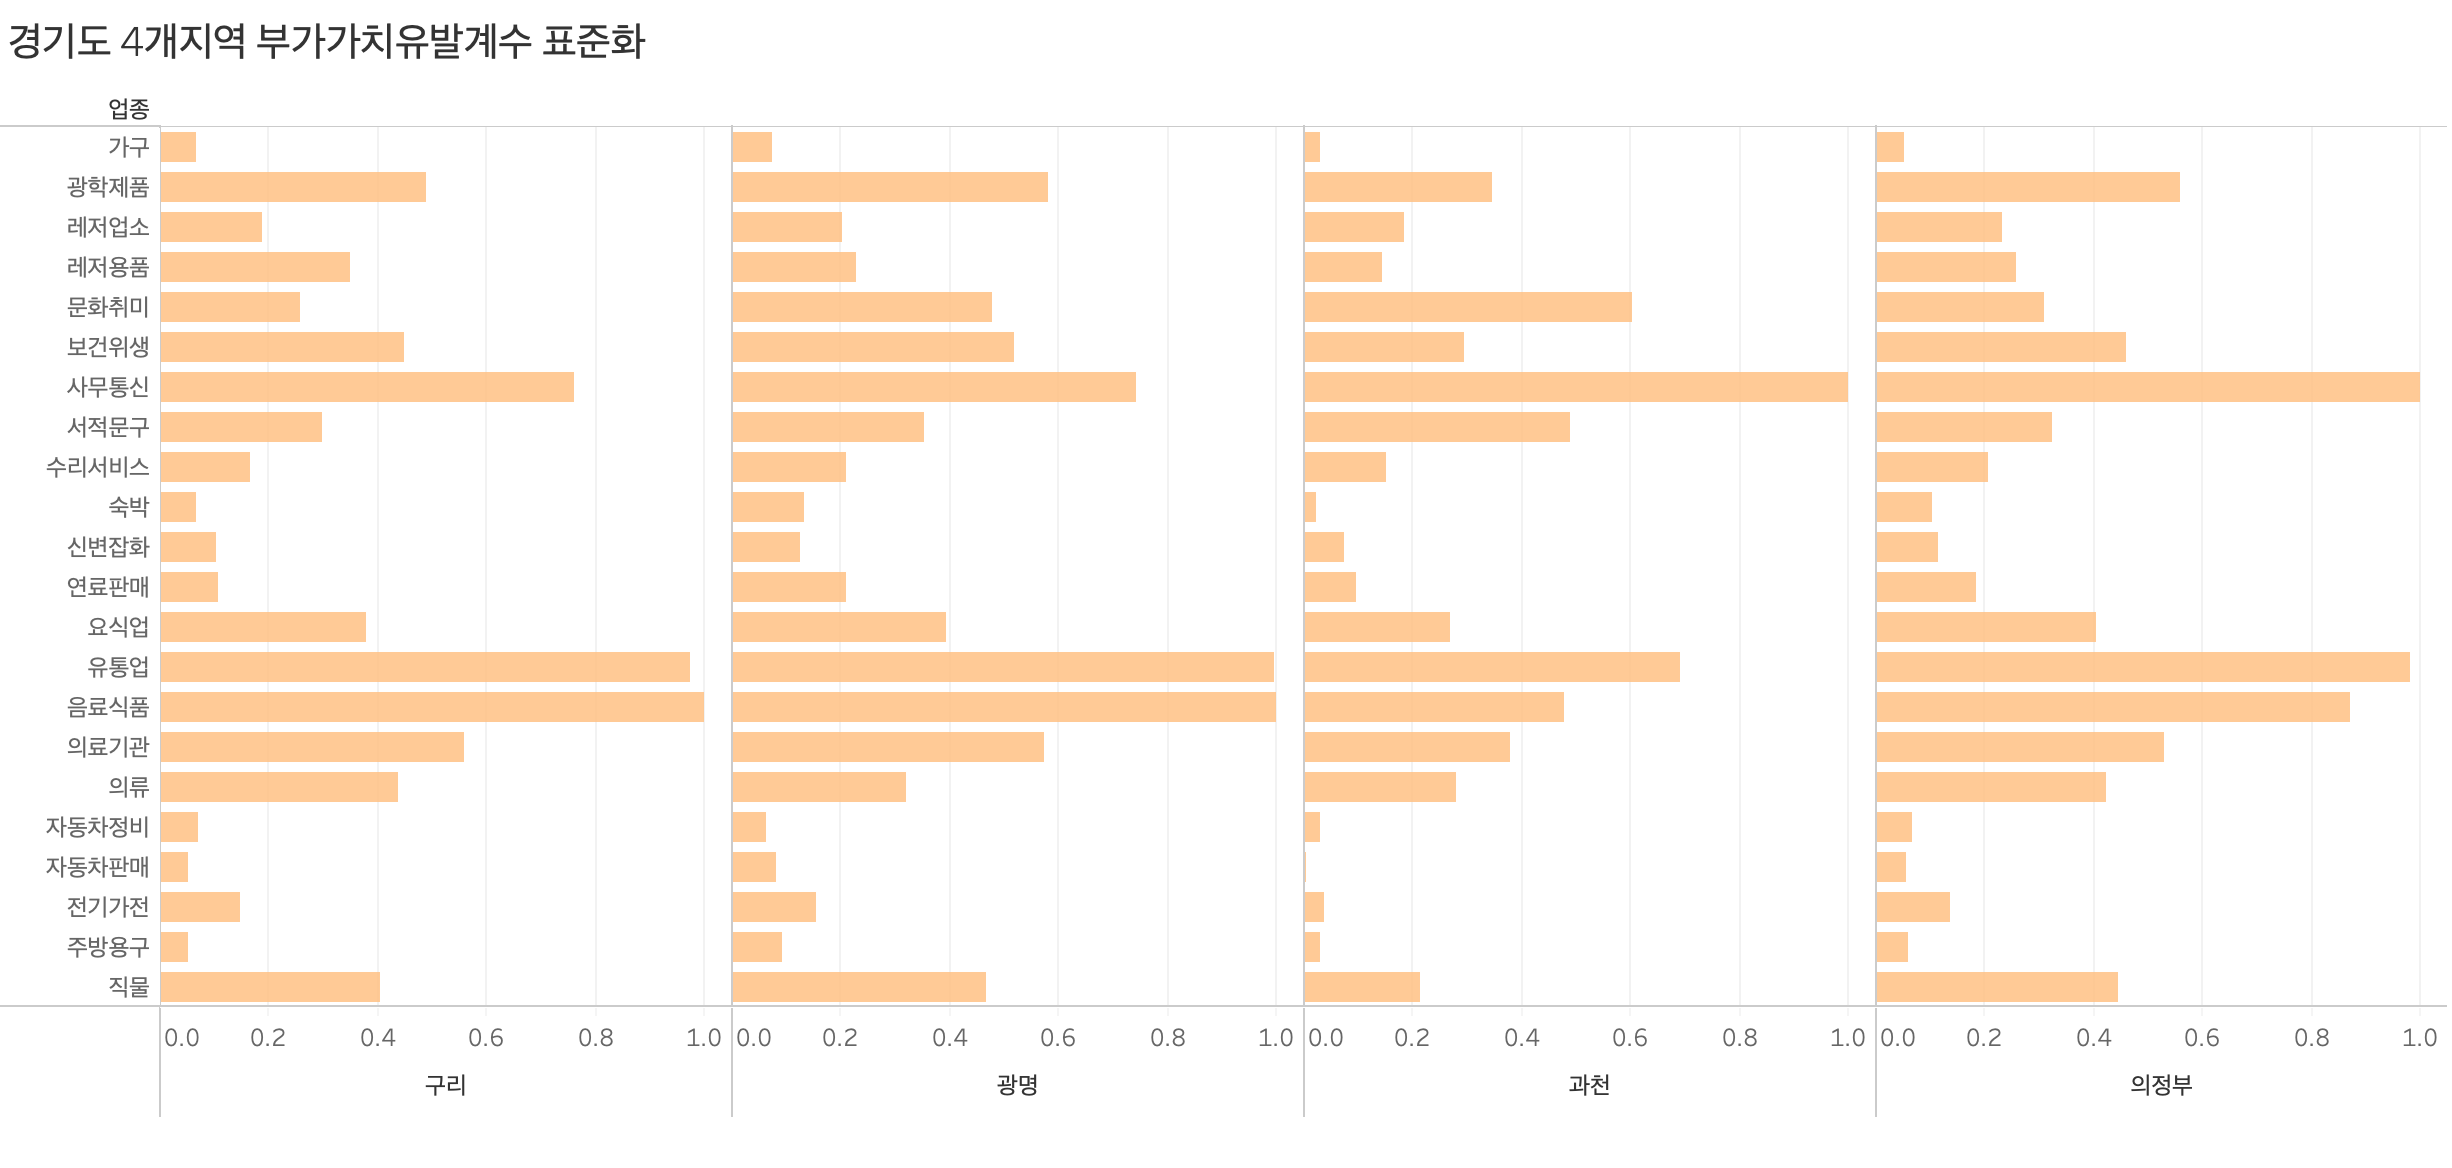 경기도 4개지역 부가가치유발계수 표준화
업종
가구
광학제품
레저업소
레저용품
문화취미
보건위생
사무통신
서적문구
수리서비스
숙박
신변잡화
연료판매
요식업
유통업
음료식품
의료기관
의류
자동차정비
자동차판매
전기가전
주방용구
직물
0.0 0.2 0.4 0.6 0.8 1.0 0.0 0.2 0.4 0.6 0.8 1.0 0.0 0.2 0.4 0.6 0.8 1.0 0.0 0.2 0.4 0.6 0.8 1.0
구리 광명 과천 의정부